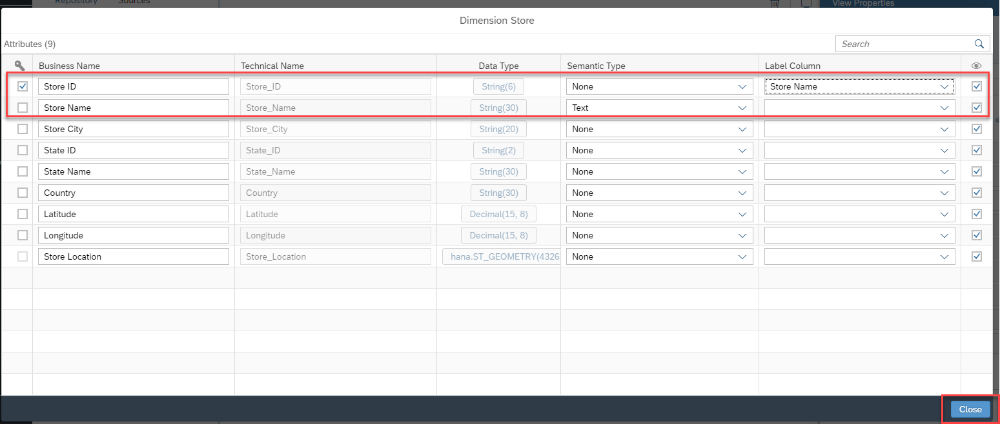 Repository Sources View Properties
Dimension Store
Attributes (9) Search
Business Name Technical Name Data Type Semantic Type Label Column
Store ID Store_ID String(6) None Store Name
Store Name Store_Name String(30) Text
Store City Store_City String(20) None
State ID State_ID String(2) None
State Name State_Name String(30) None
Country Country String(30) None
Latitude Latitude Decimal(15, 8) None
Longitude Longitude Decimal(15, 8) None
Store Location Store_Location hana.ST_GEOMETRY(4326 None
Close